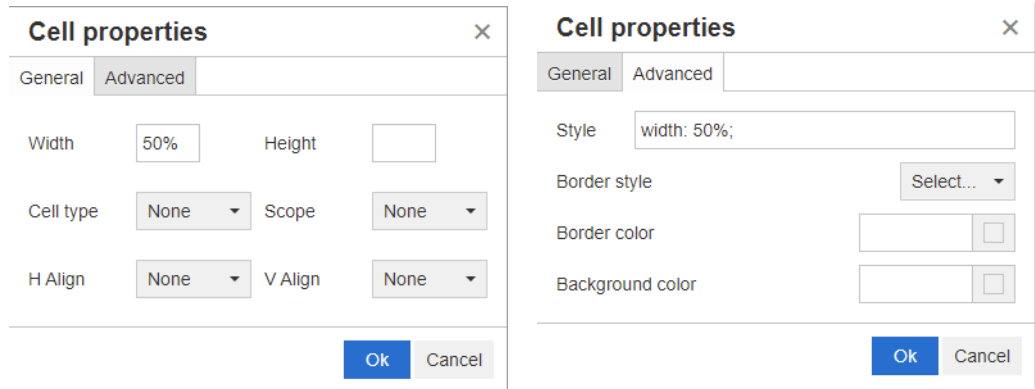 Cell properties ×
General Advanced
Width 50% Height
Cell type None Scope None
H Align None V Align None
Ok Cancel
Cell properties ×
General Advanced
Style width: 50%;
Border style Select...
Border color
Background color
Ok Cancel